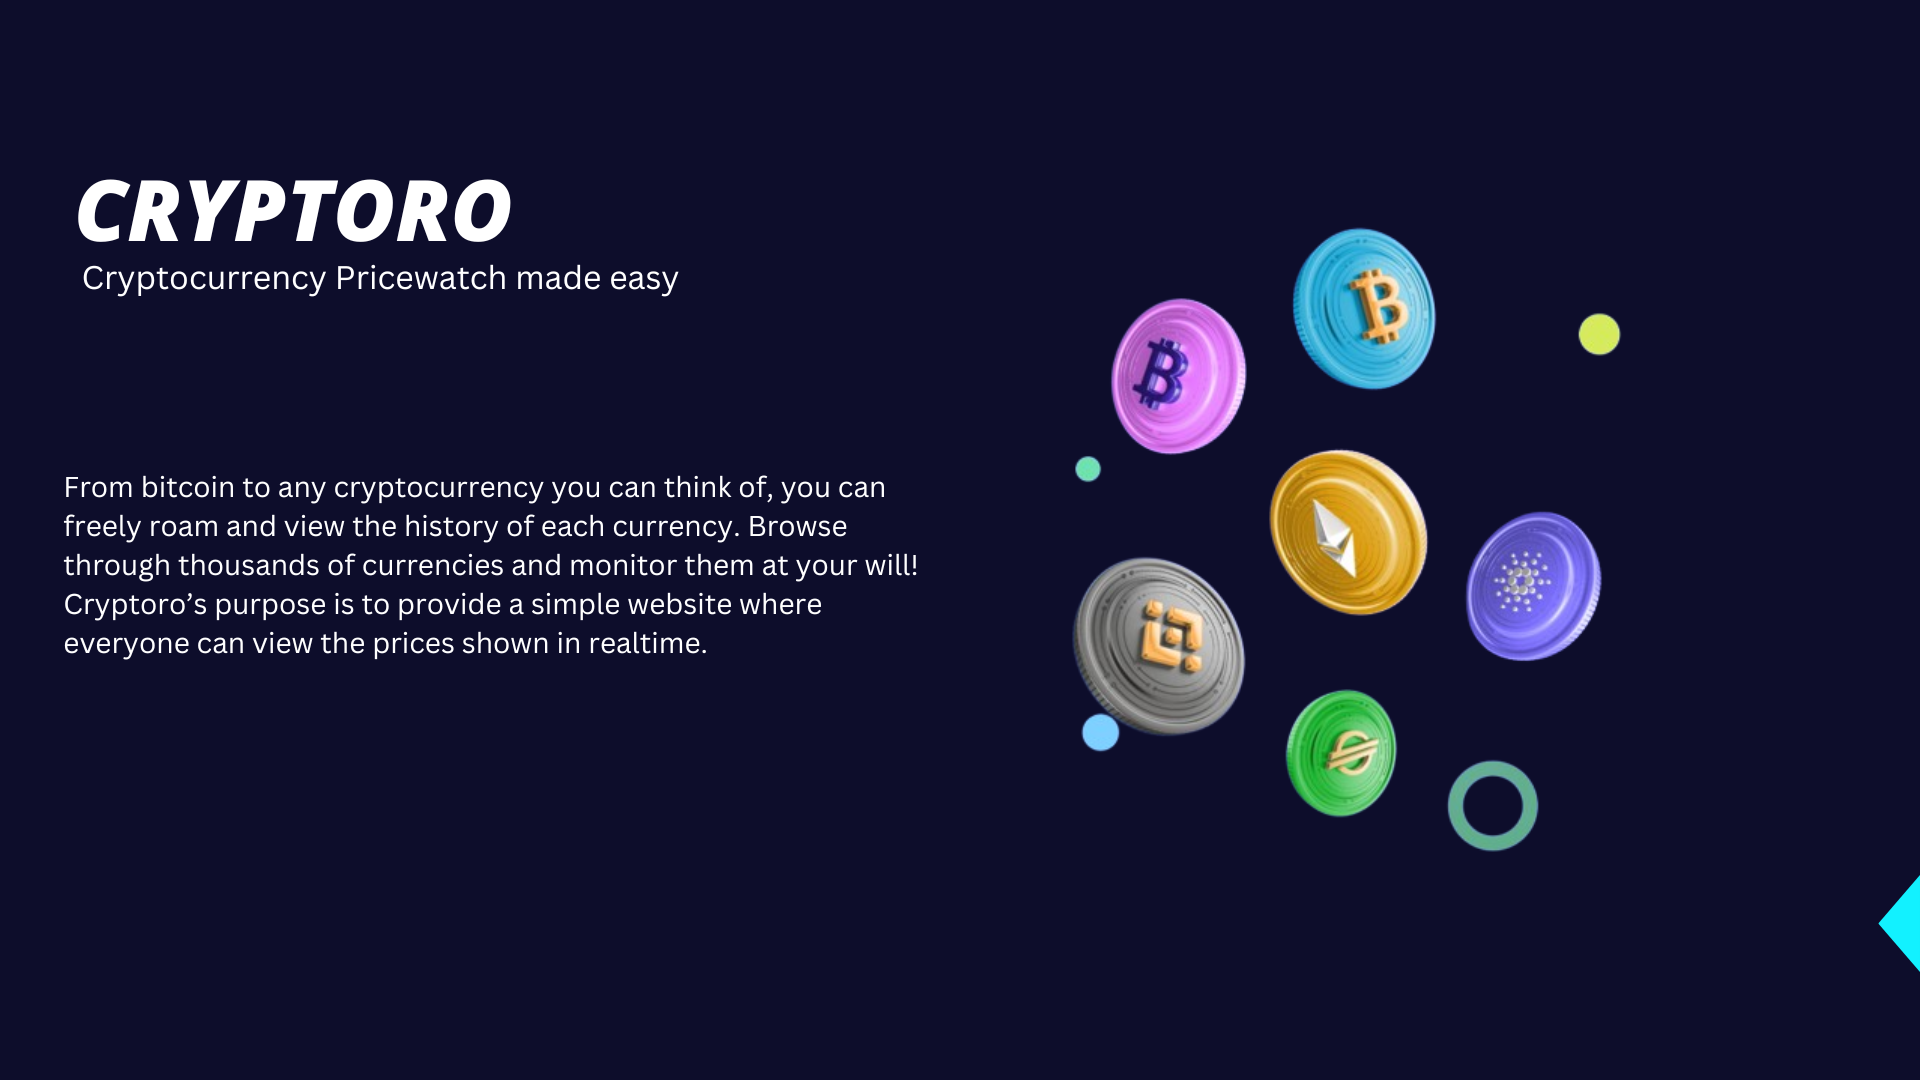 CRYPTORO
Cryptocurrency Pricewatch made easy
From bitcoin to any cryptocurrency you can think of, you can
freely roam and view the history of each currency. Browse
through thousands of currencies and monitor them at your will!
Cryptoro’s purpose is to provide a simple website where
everyone can view the prices shown in realtime.